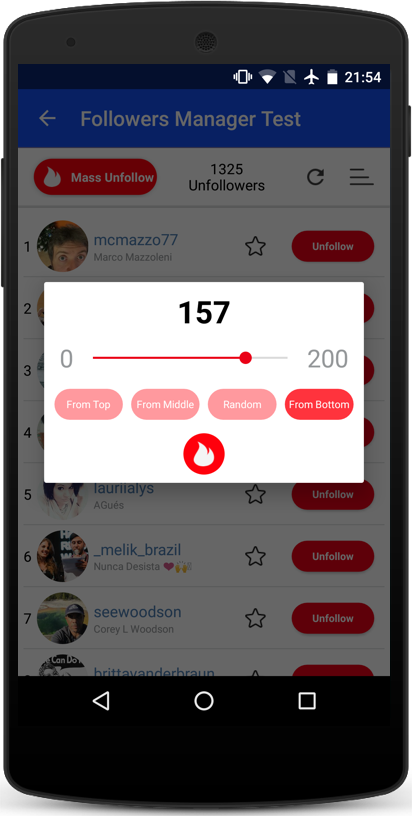 21:54
Followers Manager Test
Mass Unfollow
1325
Unfollowers
1
mcmazzo77
Marco Mazzoleni
Unfollow
2
157
0
200
3
From Top
From Middle
Random
From Bottom
4
5
lauriialys
AGués
Unfollow
6
_melik_brazil
Nunca Desista ❤️🙌
Unfollow
7
seewoodson
Corey L Woodson
Unfollow
brittavanderbraun